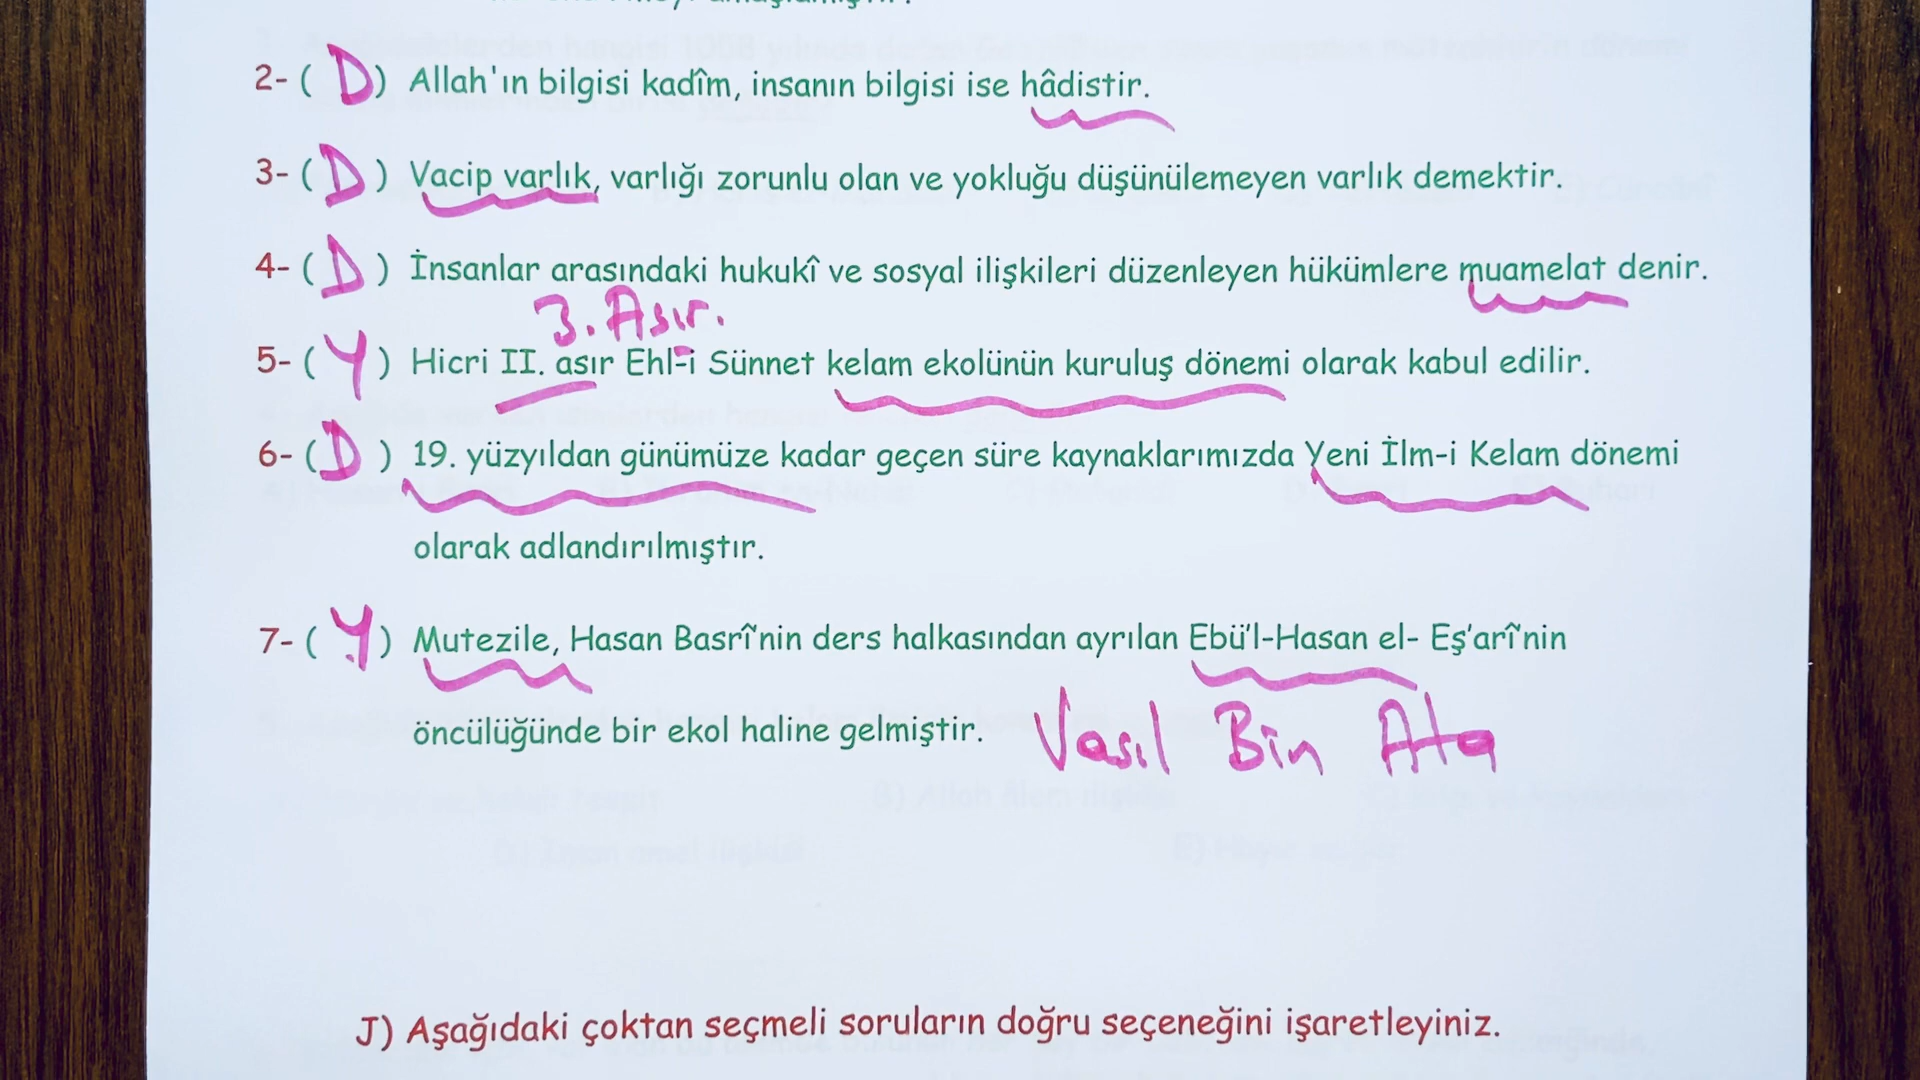 2- ( D ) Allah'ın bilgisi kadîm, insanın bilgisi ise hâdistir.
3- ( D ) Vacip varlık, varlığı zorunlu olan ve yokluğu düşünülemeyen varlık demektir.
4- ( D ) İnsanlar arasındaki hukukî ve sosyal ilişkileri düzenleyen hükümlere muamelat denir.
3. Asır.
5- ( Y ) Hicri II. asır Ehl-i Sünnet kelam ekolünün kuruluş dönemi olarak kabul edilir.
6- ( D ) 19. yüzyıldan günümüze kadar geçen süre kaynaklarımızda Yeni İlm-i Kelam dönemi
olarak adlandırılmıştır.
7- ( Y ) Mutezile, Hasan Basrî'nin ders halkasından ayrılan Ebü'l-Hasan el- Eş'arî'nin
öncülüğünde bir ekol haline gelmiştir. Vasıl Bin Ata
J) Aşağıdaki çoktan seçmeli soruların doğru seçeneğini işaretleyiniz.